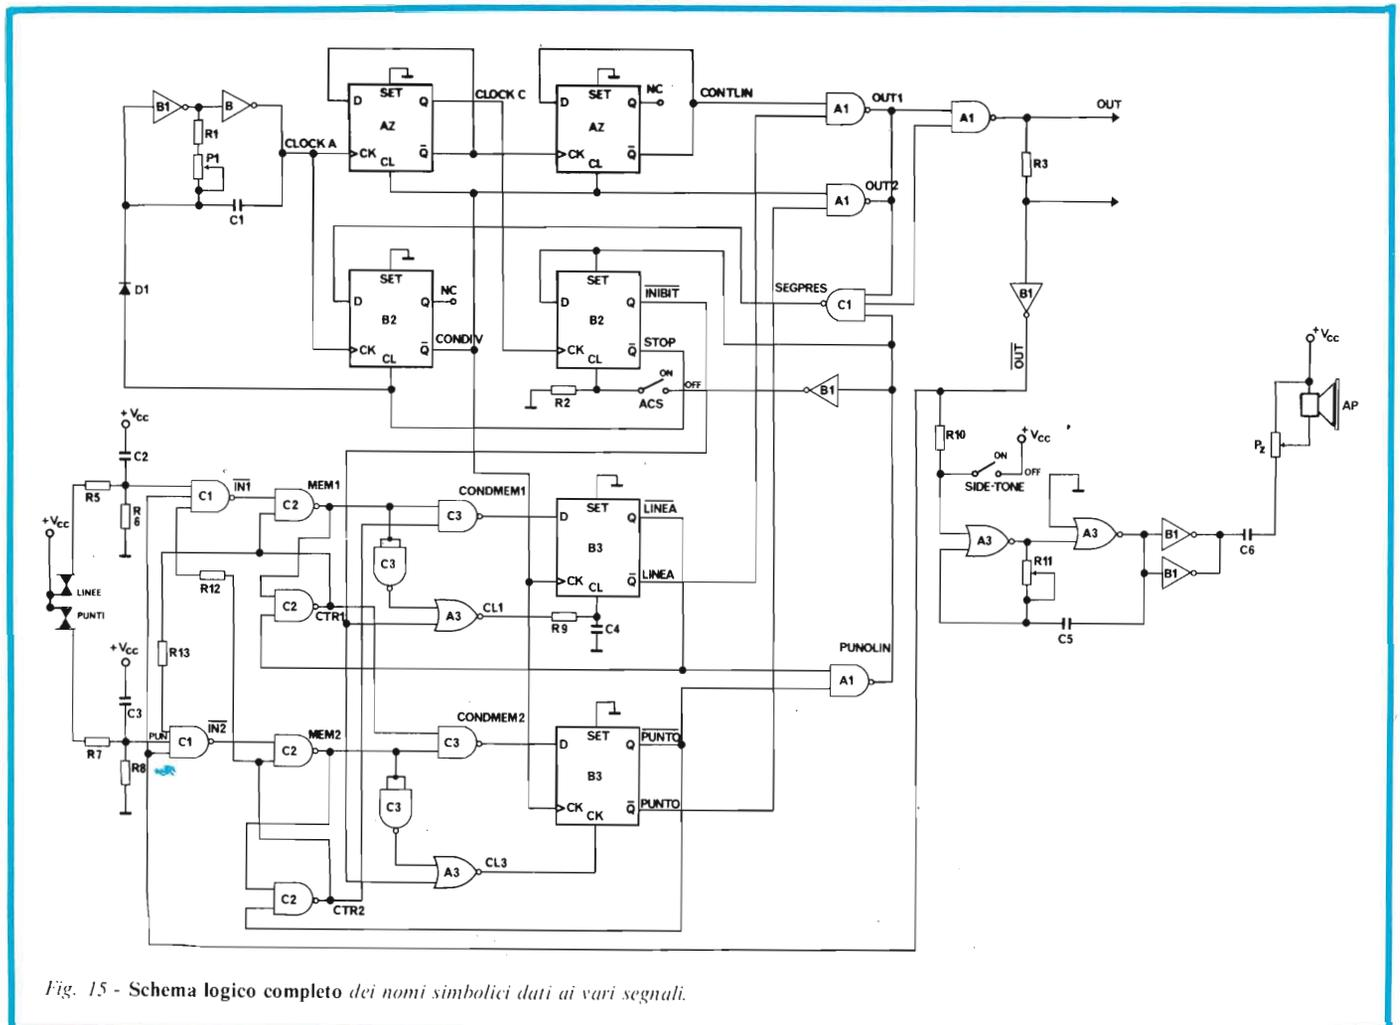 B1
B
R1
P1
C1
CLOCK A
D1
SET
D
Q
AZ
CK
Q̅
CL
CLOCK C
SET
D
NC
AZ
CK
Q̅
CL
CONTLIN
A1
OUT1
A1
OUT
A1
OUT2
R3
SET
D
Q
NC
B2
CK
Q̅
CL
CONDIV
SET
D
Q
INIBIT
B2
CK
Q̅
STOP
CL
R2
ON
OFF
ACS
B1
SEGPRES
C1
B1
OUT
+Vcc
AP
Pz
+Vcc
C2
R5
R
6
C1
IN1
C2
MEM1
CONDMEM1
C3
C3
SET
D
Q
LINEA
B3
CK
Q̅
LINEA
CL
+Vcc
LINEE
PUNTI
R12
C2
CTR1
A3
CL1
R9
C4
R10
+Vcc
ON
OFF
SIDE-TONE
A3
R11
A3
B1
B1
C5
C6
+Vcc
R13
C3
PUN
R7
R8
C1
IN2
C2
MEM2
CONDMEM2
C3
C3
SET
D
Q
PUNTO
B3
CK
Q̅
PUNTO
CK
PUNOLIN
A1
A3
CL3
C2
CTR2
Fig. 15 - Schema logico completo dei nomi simbolici dati ai vari segnali.